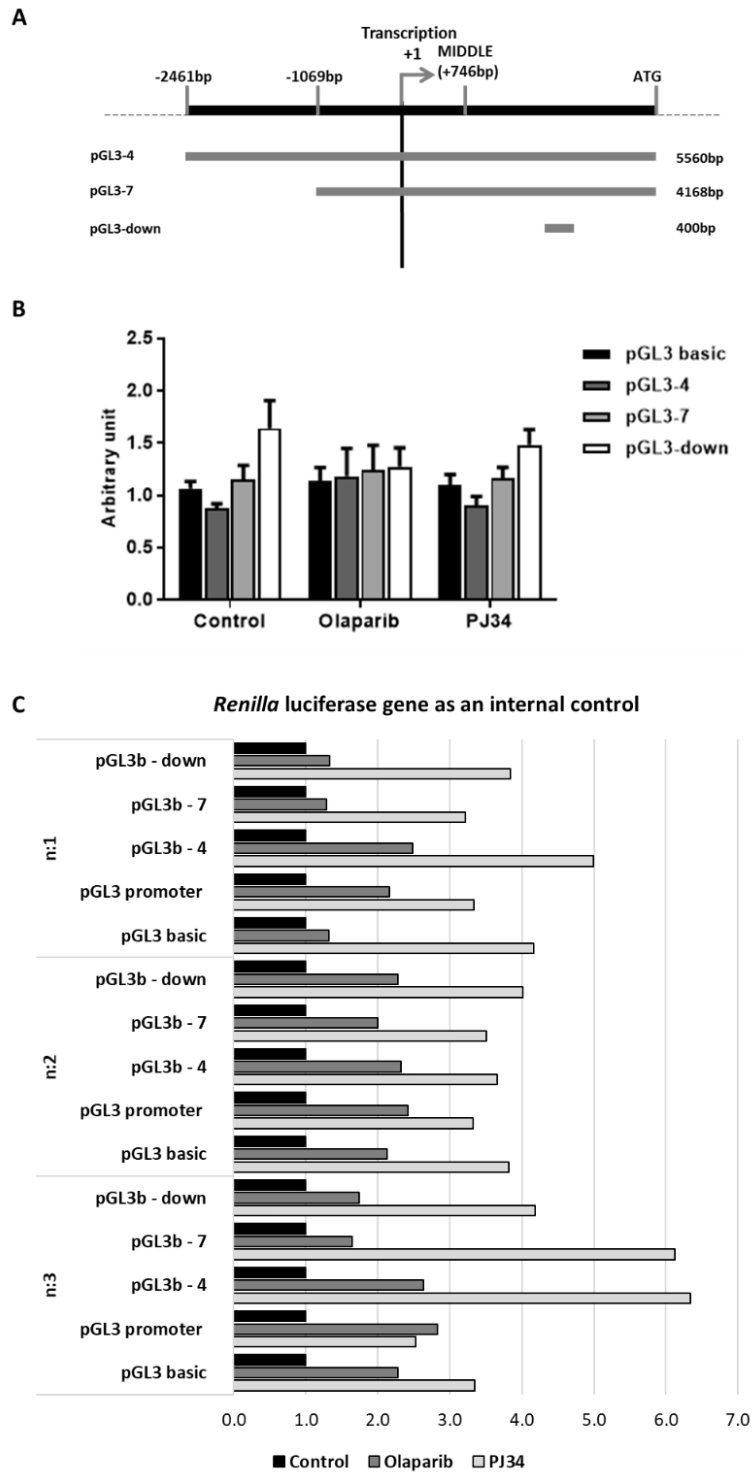 A
Transcription
+1
MIDDLE
(+746bp)
-2461bp
-1069bp
ATG
pGL3-4
5560bp
pGL3-7
4168bp
pGL3-down
400bp
B
Arbitrary unit
2.5
2.0
1.5
1.0
0.5
0.0
Control
Olaparib
PJ34
pGL3 basic
pGL3-4
pGL3-7
pGL3-down
C
Renilla luciferase gene as an internal control
n:1
pGL3b - down
pGL3b - 7
pGL3b - 4
pGL3 promoter
pGL3 basic
n:2
pGL3b - down
pGL3b - 7
pGL3b - 4
pGL3 promoter
pGL3 basic
n:3
pGL3b - down
pGL3b - 7
pGL3b - 4
pGL3 promoter
pGL3 basic
0.0 1.0 2.0 3.0 4.0 5.0 6.0 7.0
Control Olaparib PJ34